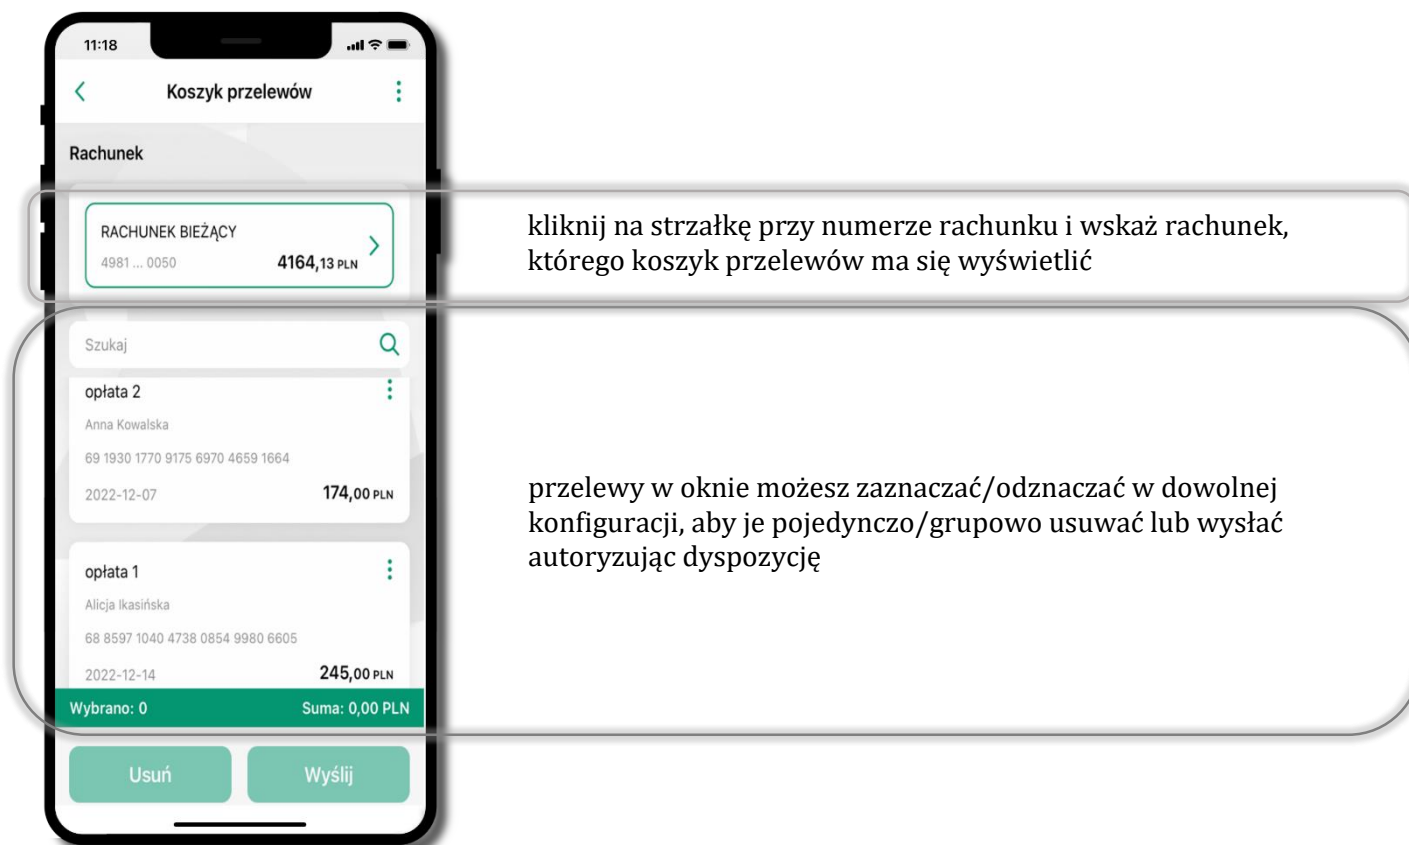 11:18
Koszyk przelewów
Rachunek
RACHUNEK BIEŻĄCY
4981 ... 0050
4164,13 PLN
kliknij na strzałkę przy numerze rachunku i wskaż rachunek,
którego koszyk przelewów ma się wyświetlić
Szukaj
opłata 2
Anna Kowalska
69 1930 1770 9175 6970 4659 1664
2022-12-07
174,00 PLN
przelewy w oknie możesz zaznaczać/odznaczać w dowolnej
konfiguracji, aby je pojedynczo/grupowo usuwać lub wysłać
autoryzując dyspozycję
opłata 1
Alicja Ikasińska
68 8597 1040 4738 0854 9980 6605
2022-12-14
245,00 PLN
Wybrano: 0
Suma: 0,00 PLN
Usuń
Wyślij